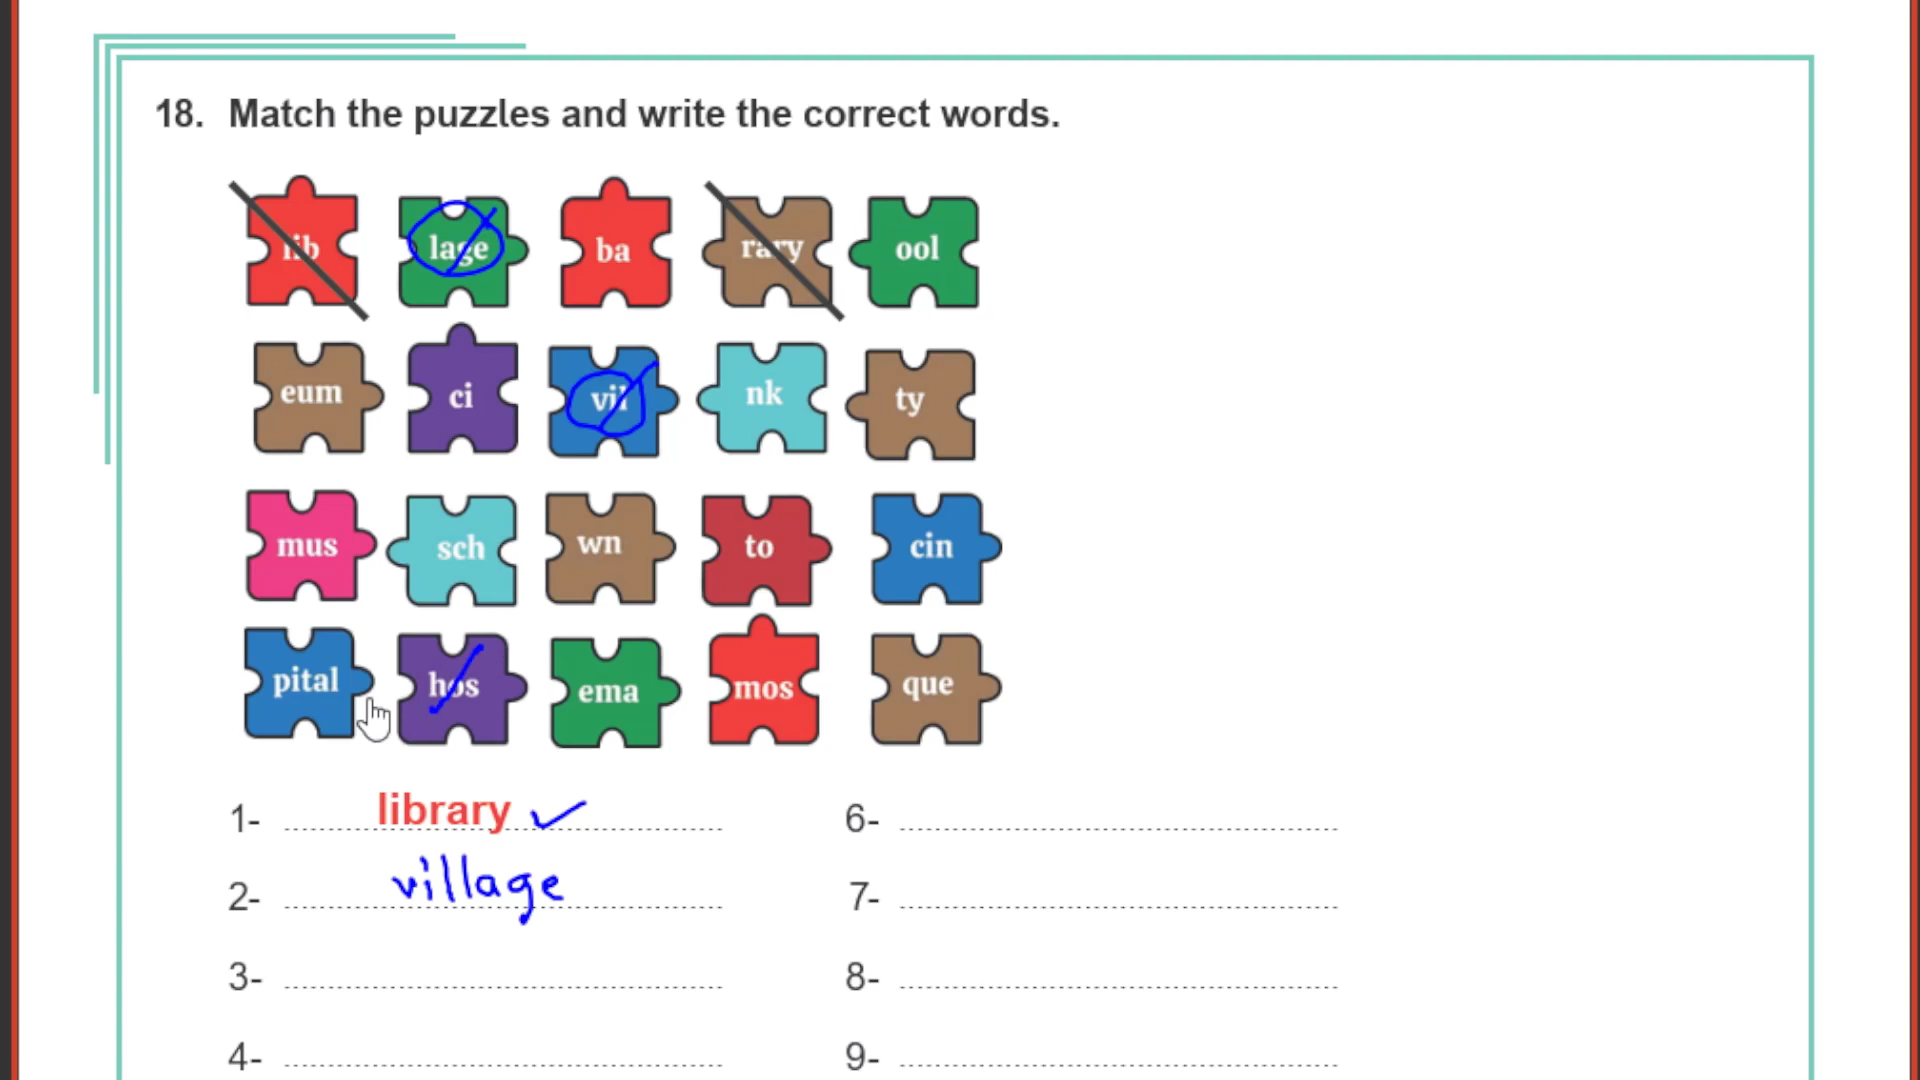 18. Match the puzzles and write the correct words.
lib lage ba rary ool
eum ci vil nk ty
mus sch wn to cin
pital hos ema mos que
1- library 6-
2- village 7-
3- 8-
4- 9-